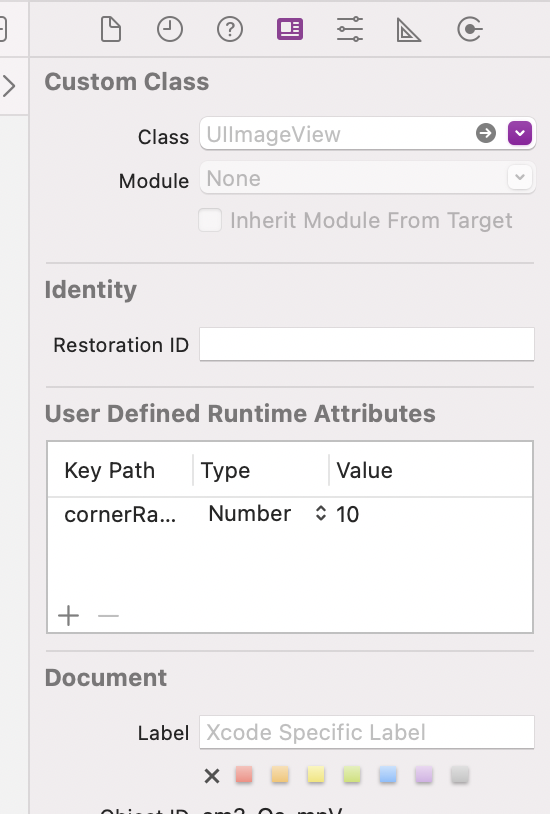 Custom Class
Class UIImageView
Module None
Inherit Module From Target
Identity
Restoration ID
User Defined Runtime Attributes
Key Path Type Value
cornerRa... Number 10
Document
Label Xcode Specific Label
Object ID